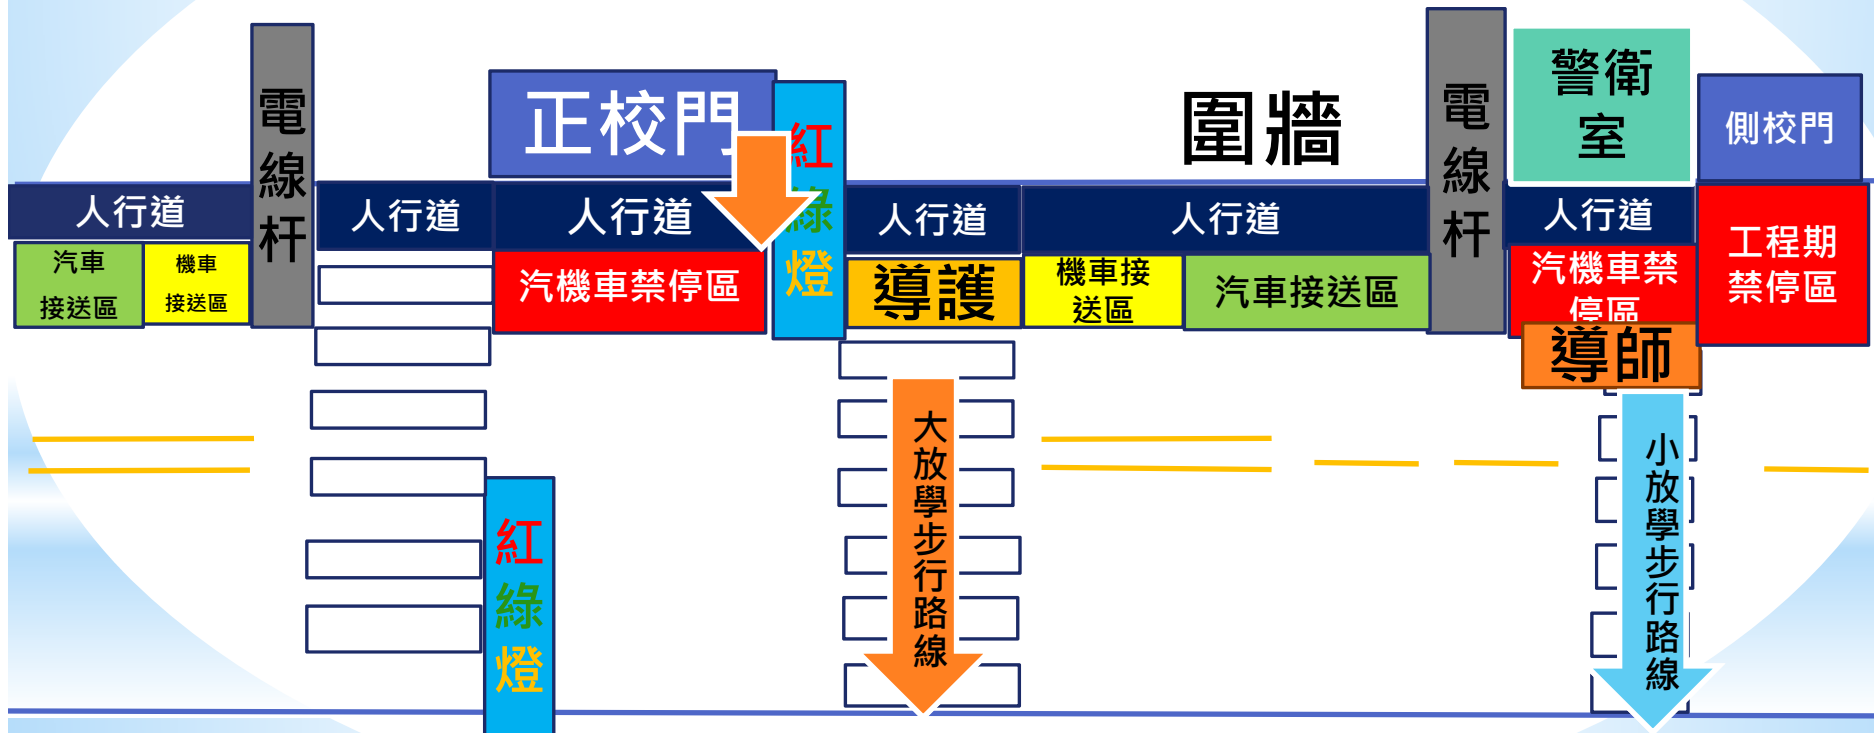 電線杆
正校門
紅綠燈
圍牆
電線杆
警衛
室
側校門
人行道
人行道
人行道
人行道
人行道
人行道
汽車
接送區
機車
接送區
汽機車禁停區
導護
機車接
送區
汽車接送區
汽機車禁
停區
工程期
禁停區
導師
紅綠燈
大放學步行路線
小放學步行路線